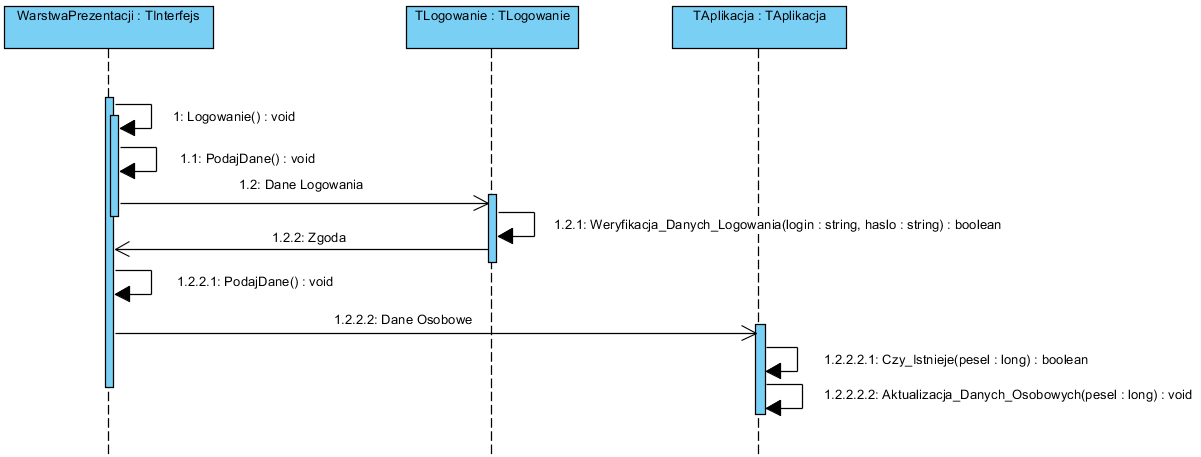 WarstwaPrezentacji : TInterfejs
TLogowanie : TLogowanie
TAplikacja : TAplikacja
1: Logowanie() : void
1.1: PodajDane() : void
1.2: Dane Logowania
1.2.1: Weryfikacja_Danych_Logowania(login : string, haslo : string) : boolean
1.2.2: Zgoda
1.2.2.1: PodajDane() : void
1.2.2.2: Dane Osobowe
1.2.2.2.1: Czy_Istnieje(pesel : long) : boolean
1.2.2.2.2: Aktualizacja_Danych_Osobowych(pesel : long) : void